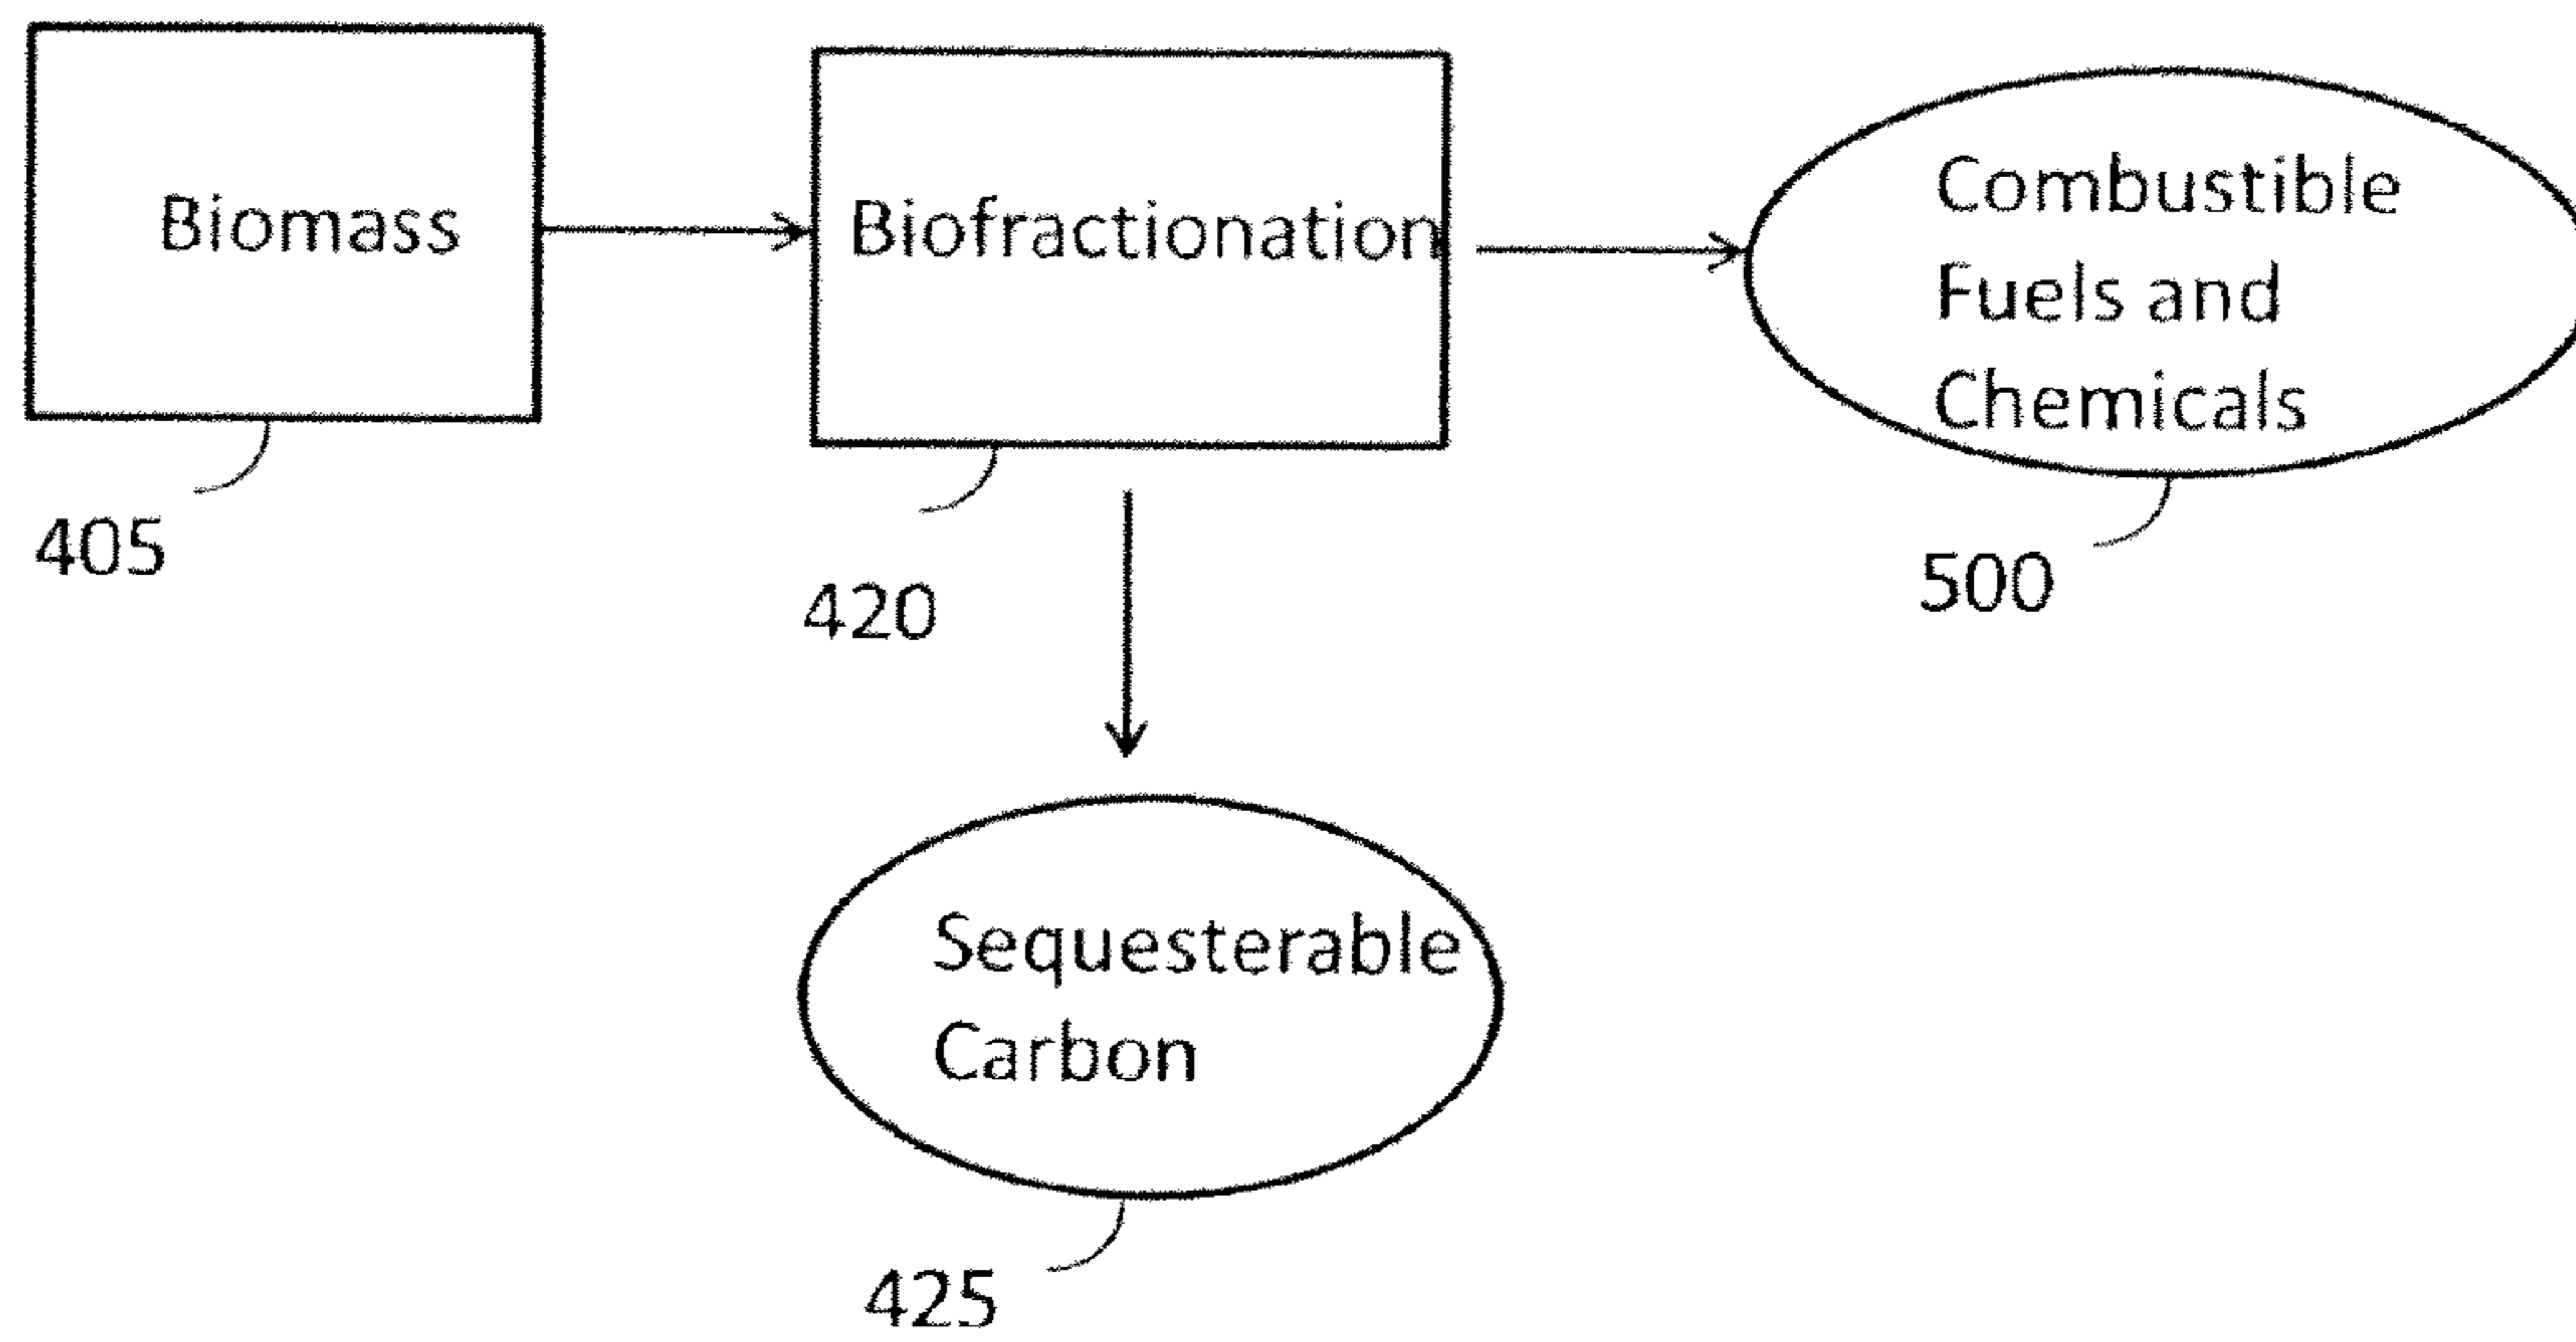 Biomass
Biofractionation
Combustible
Fuels and
Chemicals
405
420
500
Sequesterable
Carbon
425